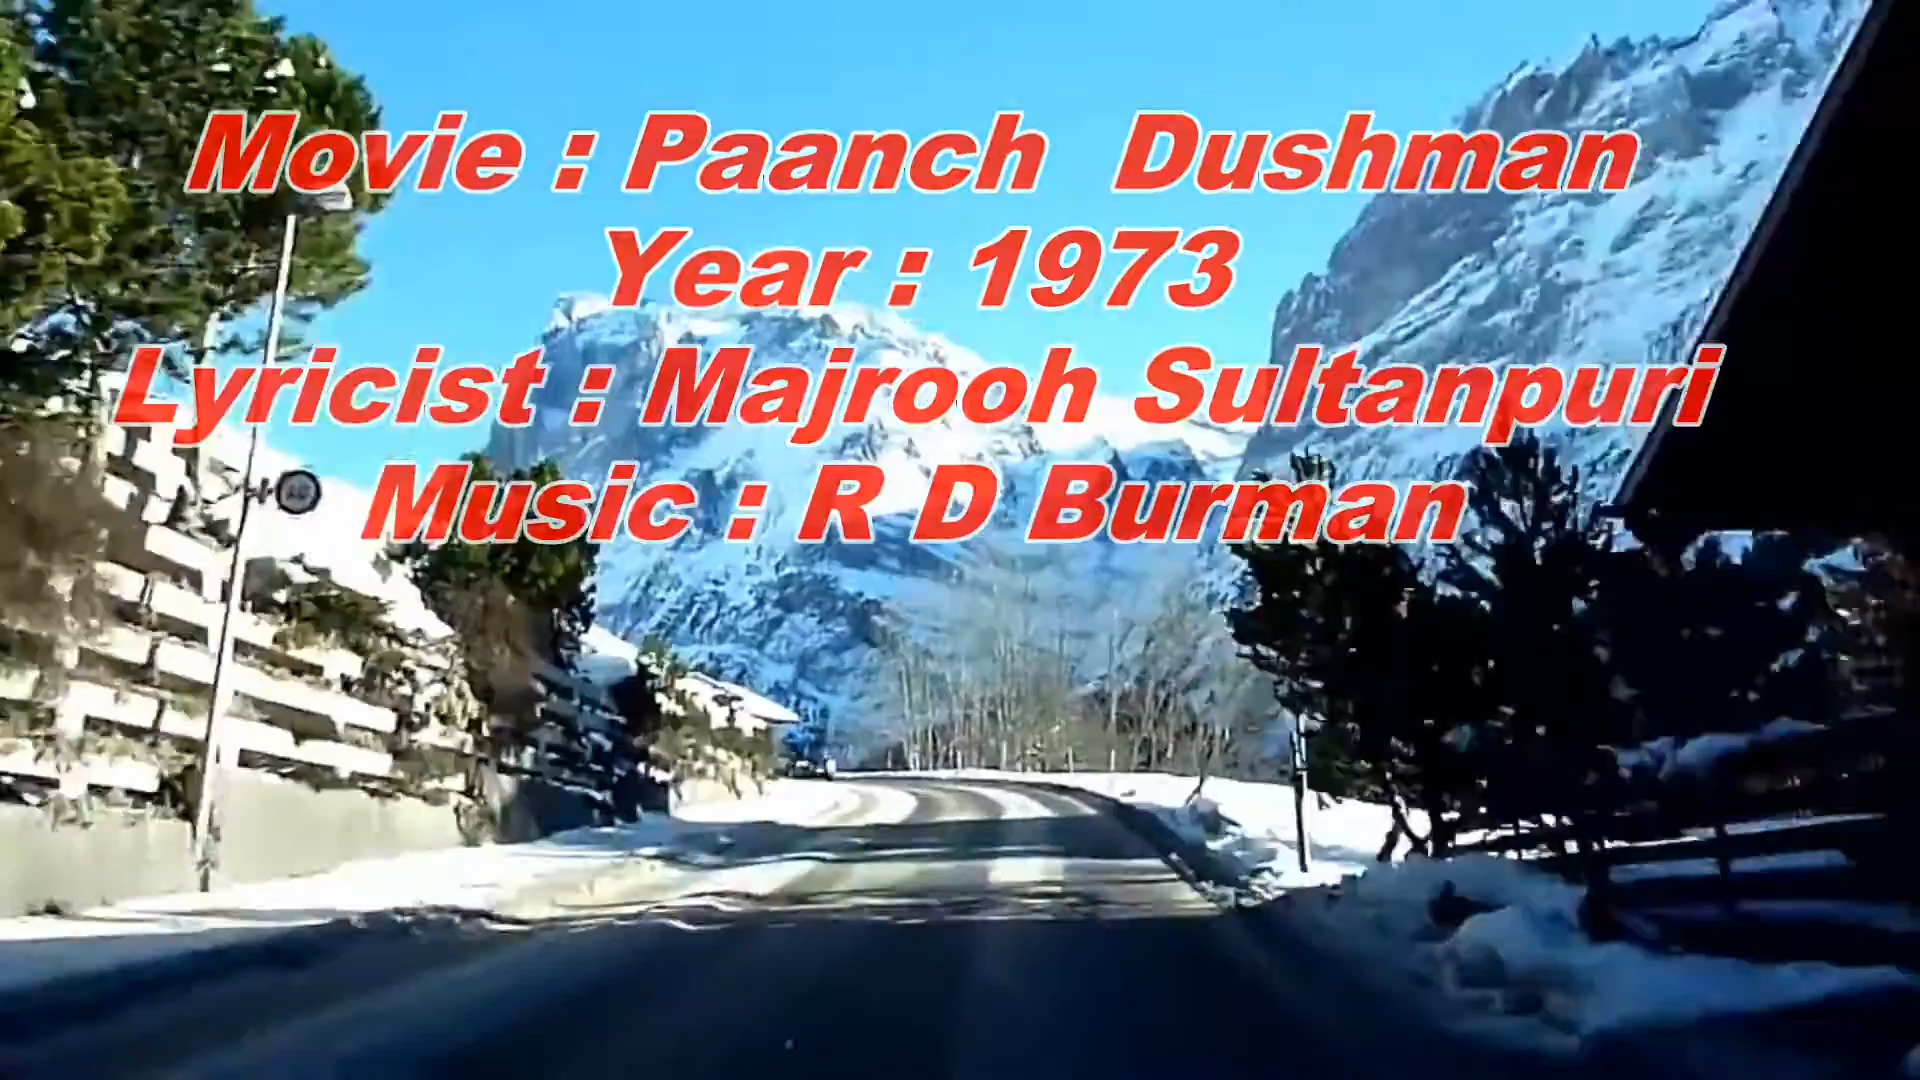 Movie : Paanch Dushman
Year : 1973
Lyricist : Majrooh Sultanpuri
Music : R D Burman